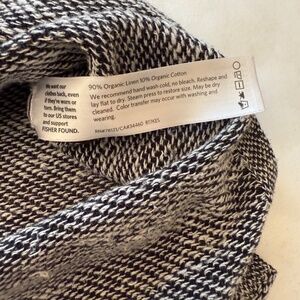 We want our
clothes back, even
if they're worn or
torn. Bring them
to our US stores
and support
FISHER FOUND.
90% Organic Linen 10% Organic Cotton
We recommend hand wash cold, no bleach. Reshape and
lay flat to dry. Steam press to restore size. May be dry
cleaned. Color transfer may occur with washing and
wearing.